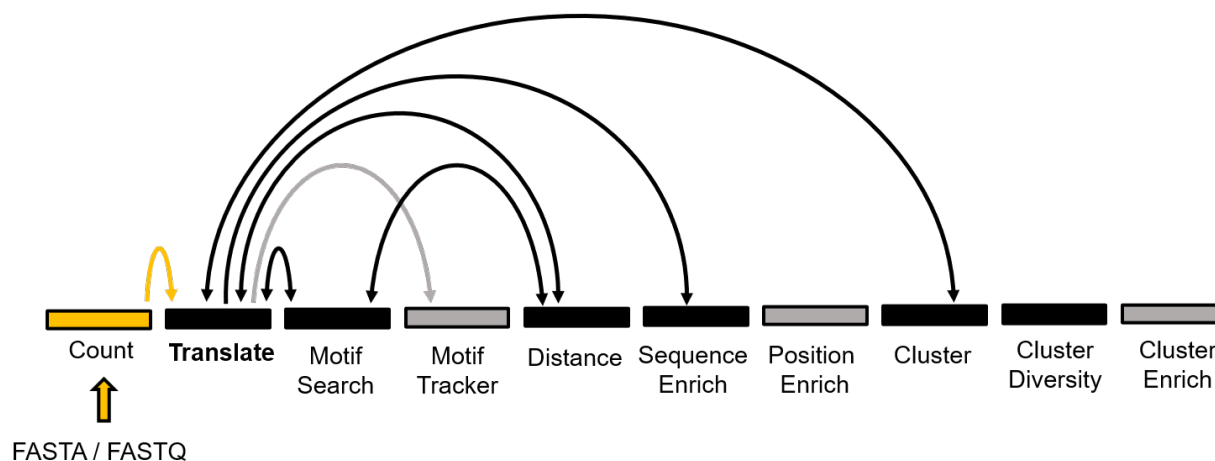 Count
Translate
Motif
Search
Motif
Tracker
Distance
Sequence
Enrich
Position
Enrich
Cluster
Cluster
Diversity
Cluster
Enrich
FASTA / FASTQ